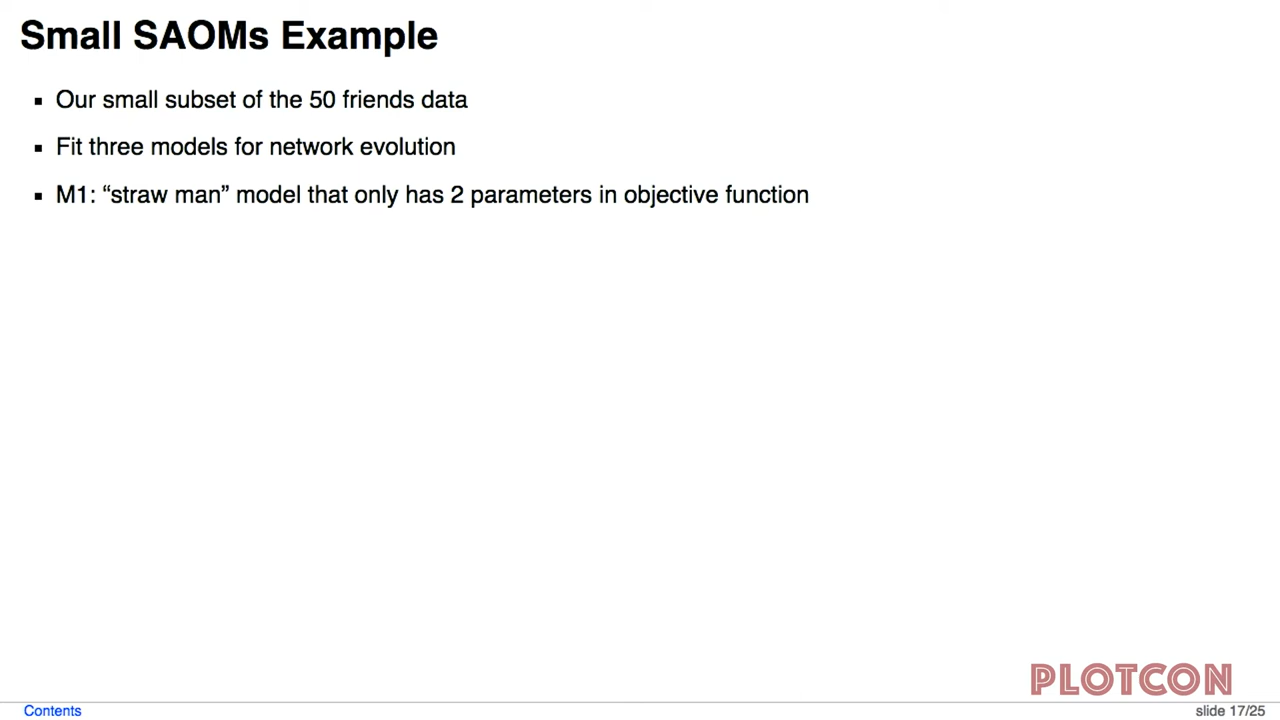 Small SAOMs Example
Our small subset of the 50 friends data
Fit three models for network evolution
M1: “straw man” model that only has 2 parameters in objective function
PLOTCON
Contents
slide 17/25